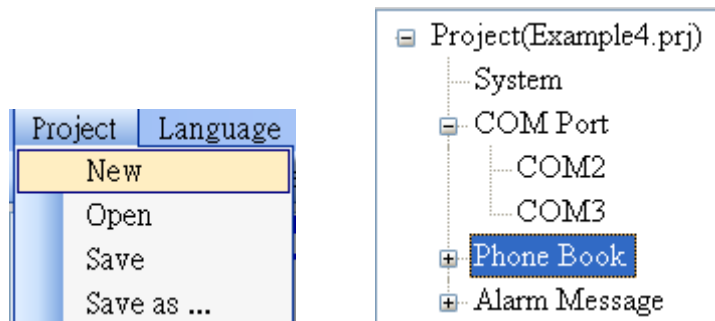 Project Language
New
Open
Save
Save as ...
Project(Example4.prj)
System
COM Port
COM2
COM3
Phone Book
Alarm Message